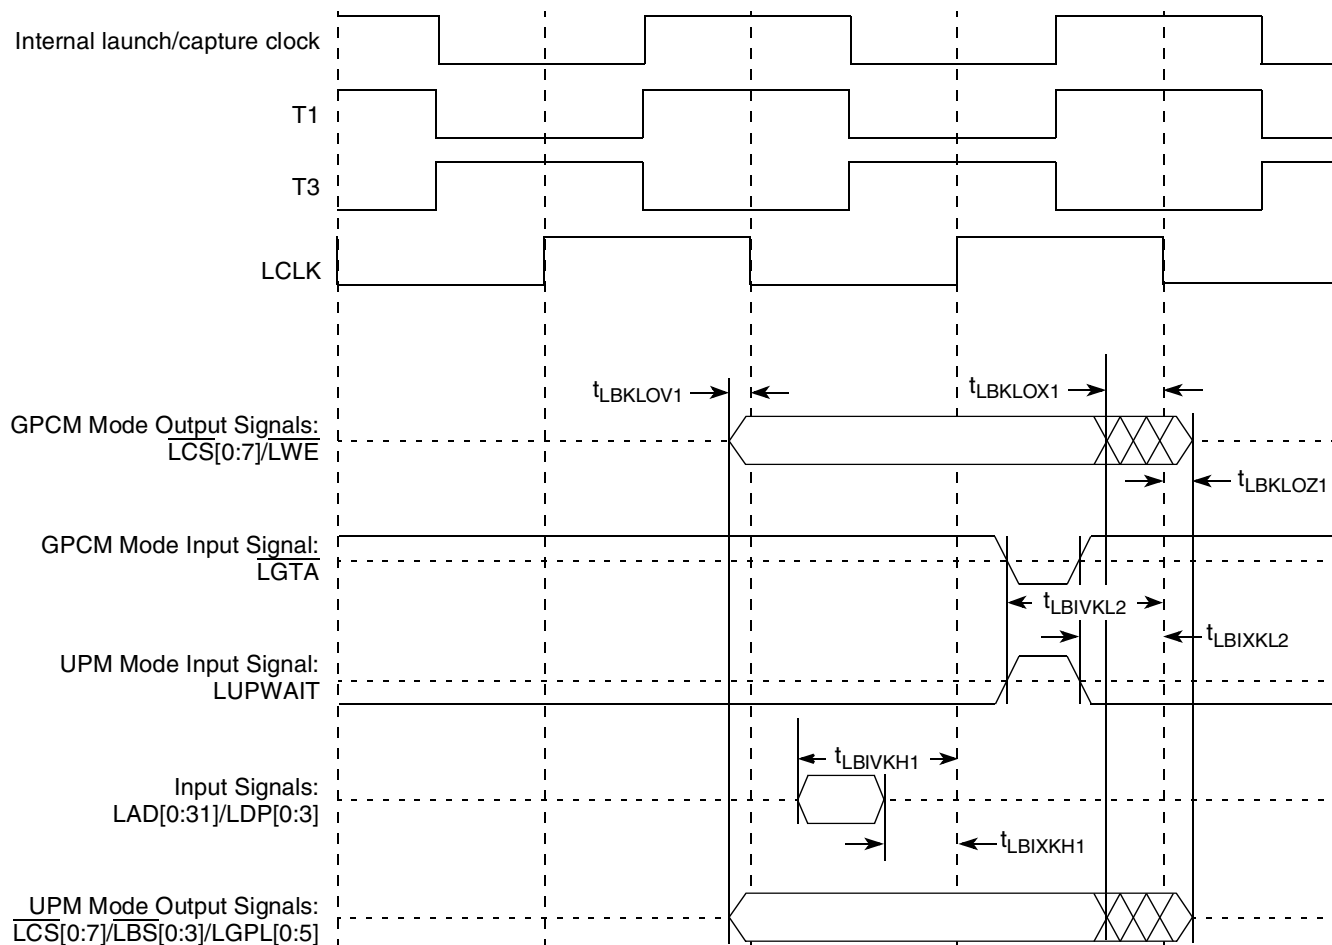 Internal launch/capture clock
T1
T3
LCLK
tLBKLOV1
tLBKLOX1
GPCM Mode Output Signals:
LCS[0:7]/LWE
tLBKLOZ1
GPCM Mode Input Signal:
LGTA
tLBIVKL2
tLBIXKL2
UPM Mode Input Signal:
LUPWAIT
tLBIVKH1
Input Signals:
LAD[0:31]/LDP[0:3]
tLBIXKH1
UPM Mode Output Signals:
LCS[0:7]/LBS[0:3]/LGPL[0:5]